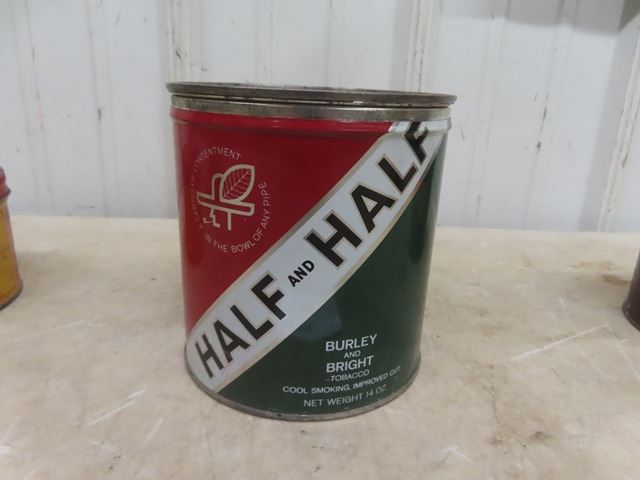 A CARGO OF CONTENTMENT
IN THE BOWL OF ANY PIPE
HALF AND HALF
BURLEY
AND
BRIGHT
TOBACCO
COOL SMOKING, IMPROVED CUT
NET WEIGHT 14 OZ.